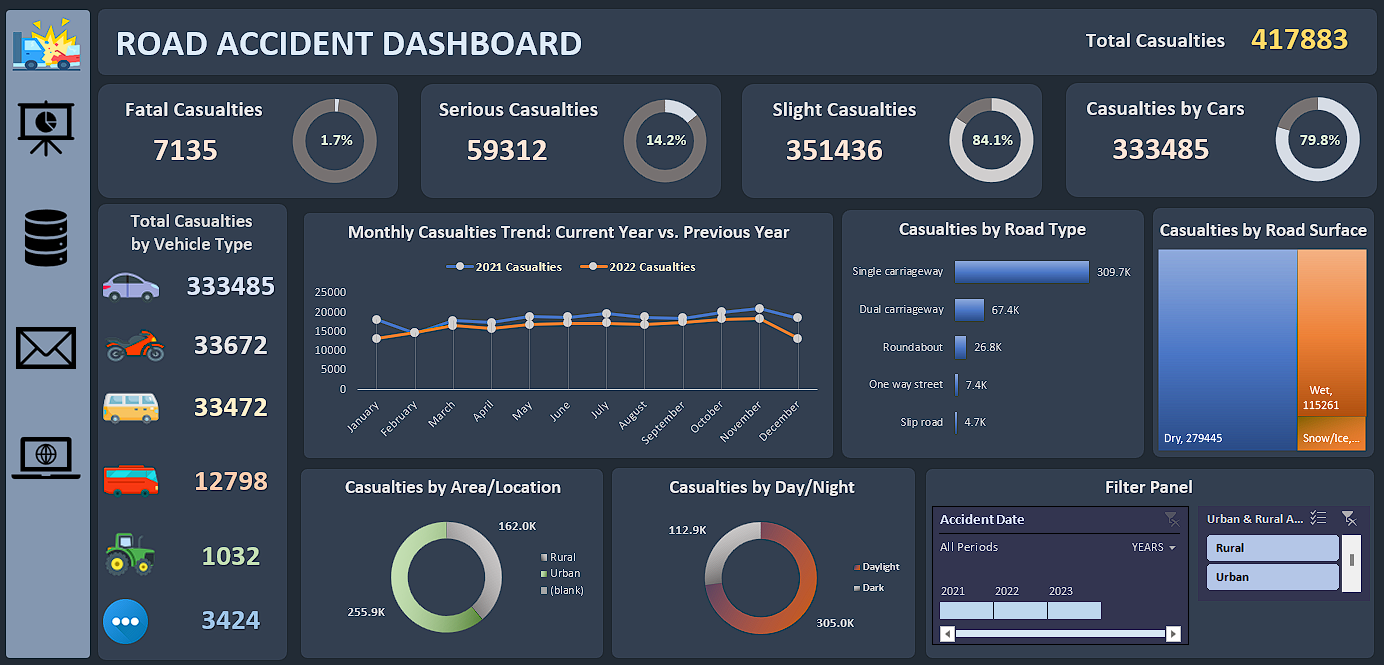 ROAD ACCIDENT DASHBOARD
Total Casualties
417883
Fatal Casualties
7135
1.7%
Serious Casualties
59312
14.2%
Slight Casualties
351436
84.1%
Casualties by Cars
333485
79.8%
Total Casualties
by Vehicle Type
333485
33672
33472
12798
1032
3424
Monthly Casualties Trend: Current Year vs. Previous Year
2021 Casualties
2022 Casualties
25000
20000
15000
10000
5000
0
January
February
March
April
May
June
July
August
September
October
November
December
Casualties by Road Type
Single carriageway
309.7K
Dual carriageway
67.4K
Roundabout
26.8K
One way street
7.4K
Slip road
4.7K
Casualties by Road Surface
Dry, 279445
Wet,
115261
Snow/Ice,...
Casualties by Area/Location
162.0K
255.9K
Rural
Urban
(blank)
Casualties by Day/Night
112.9K
305.0K
Daylight
Dark
Filter Panel
Accident Date
All Periods
YEARS
2021
2022
2023
Urban & Rural A...
Rural
Urban